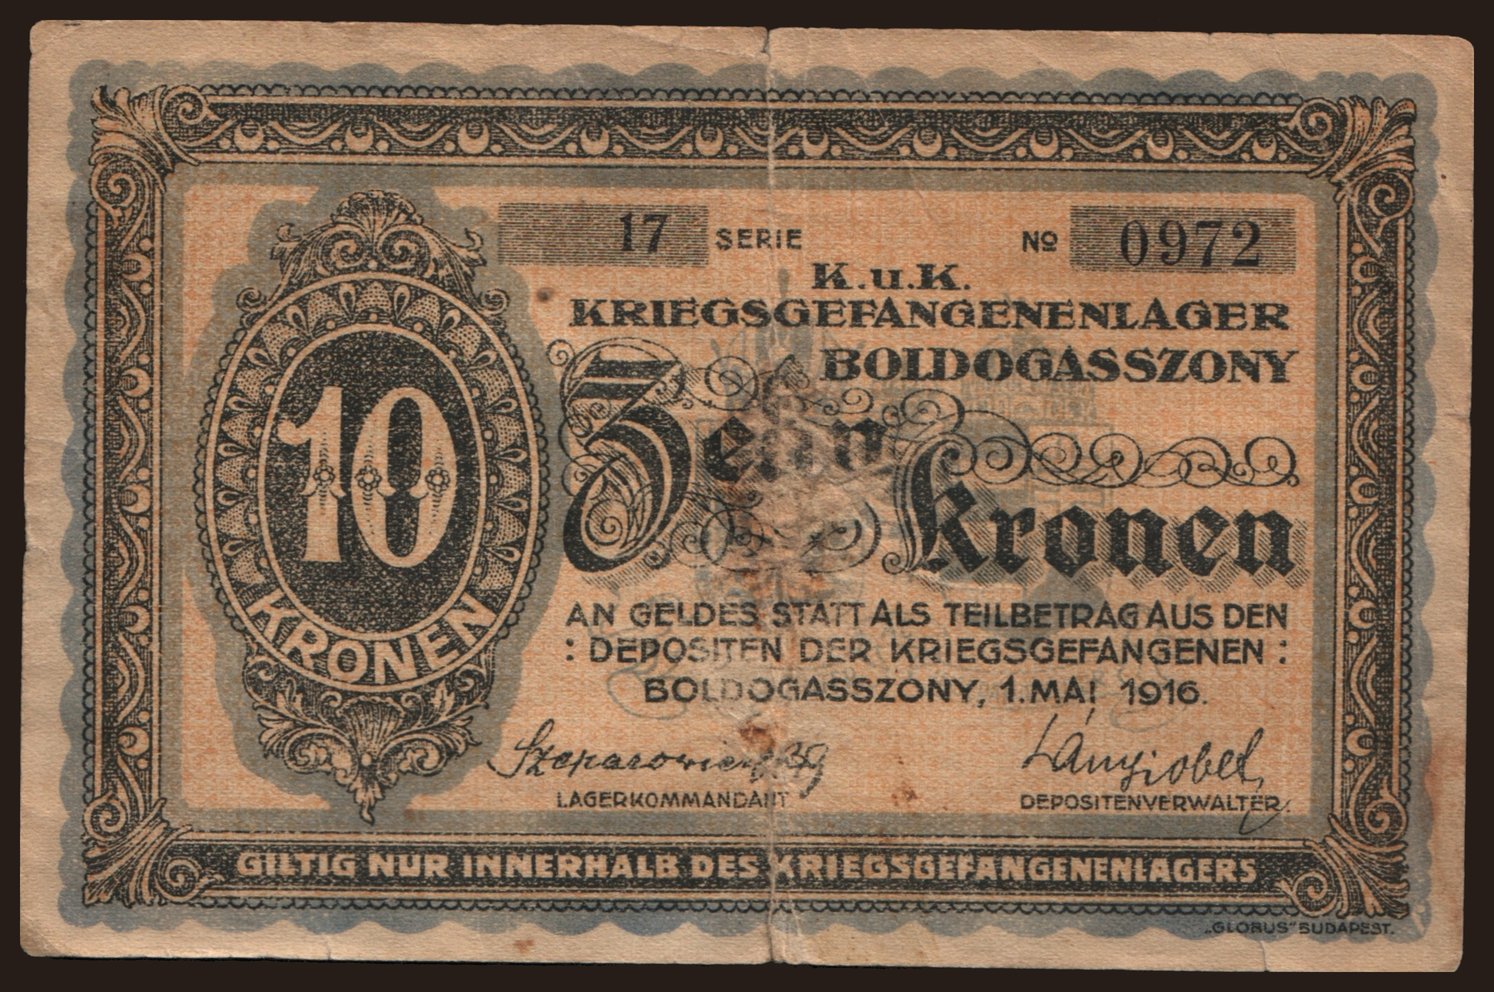 17 SERIE № 0972
K.u.K.
KRIEGSGEFANGENENLAGER
BOLDOGASSZONY
Zehn
Kronen
10
KRONEN
AN GELDES STATT ALS TEILBETRAG AUS DEN
: DEPOSITEN DER KRIEGSGEFANGENEN :
BOLDOGASSZONY, 1. MAI 1916.
LAGERKOMMANDANT DEPOSITENVERWALTER.
GILTIG NUR INNERHALB DES KRIEGSGEFANGENENLAGERS
„GLOBUS" BUDAPEST.